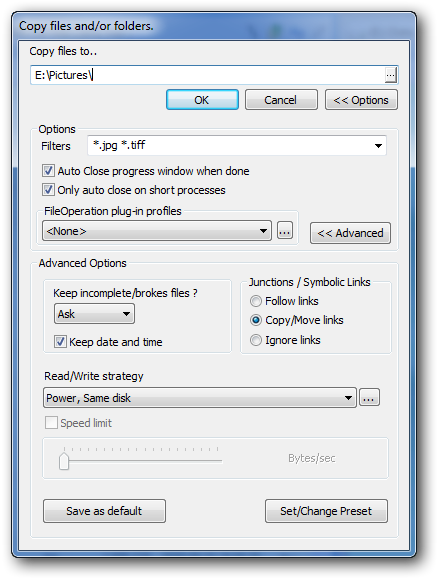 Copy files and/or folders.
Copy files to..
E:\Pictures\
...
OK Cancel << Options
Options
Filters *.jpg *.tiff
Auto Close progress window when done
Only auto close on short processes
FileOperation plug-in profiles
<None> ... << Advanced
Advanced Options
Keep incomplete/brokes files ?
Ask
Keep date and time
Junctions / Symbolic Links
Follow links
Copy/Move links
Ignore links
Read/Write strategy
Power, Same disk ...
Speed limit
Bytes/sec
Save as default Set/Change Preset